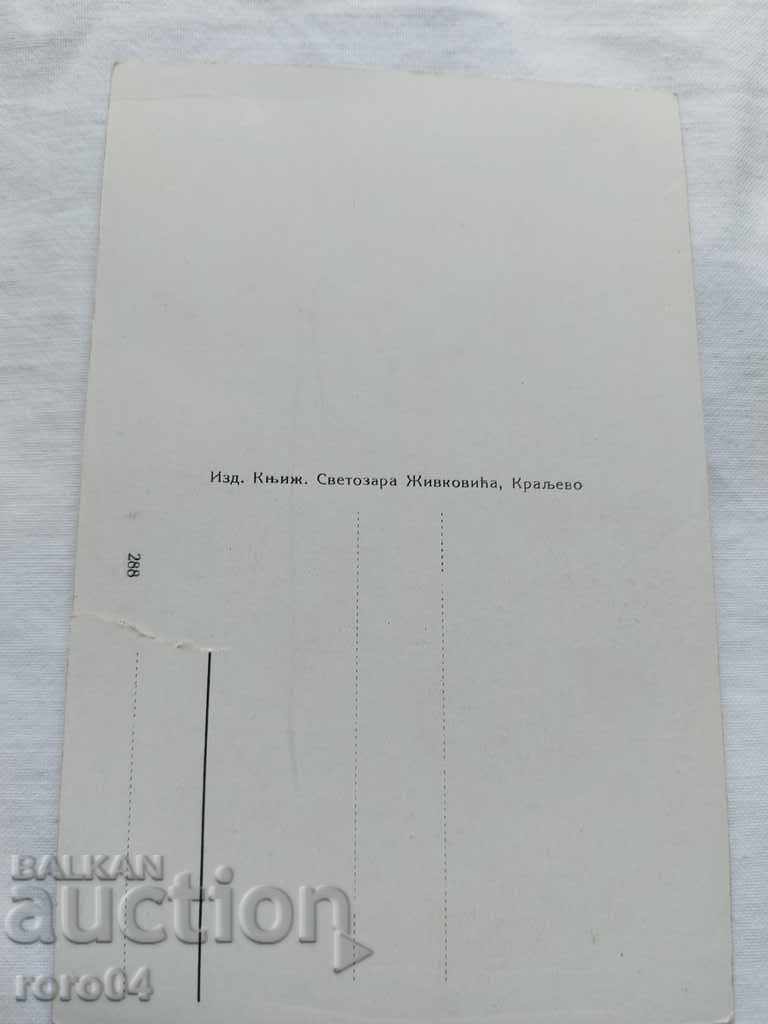 Изд. Књиж. Светозара Живковића, Краљево
288
BALKAN
auction
roro04